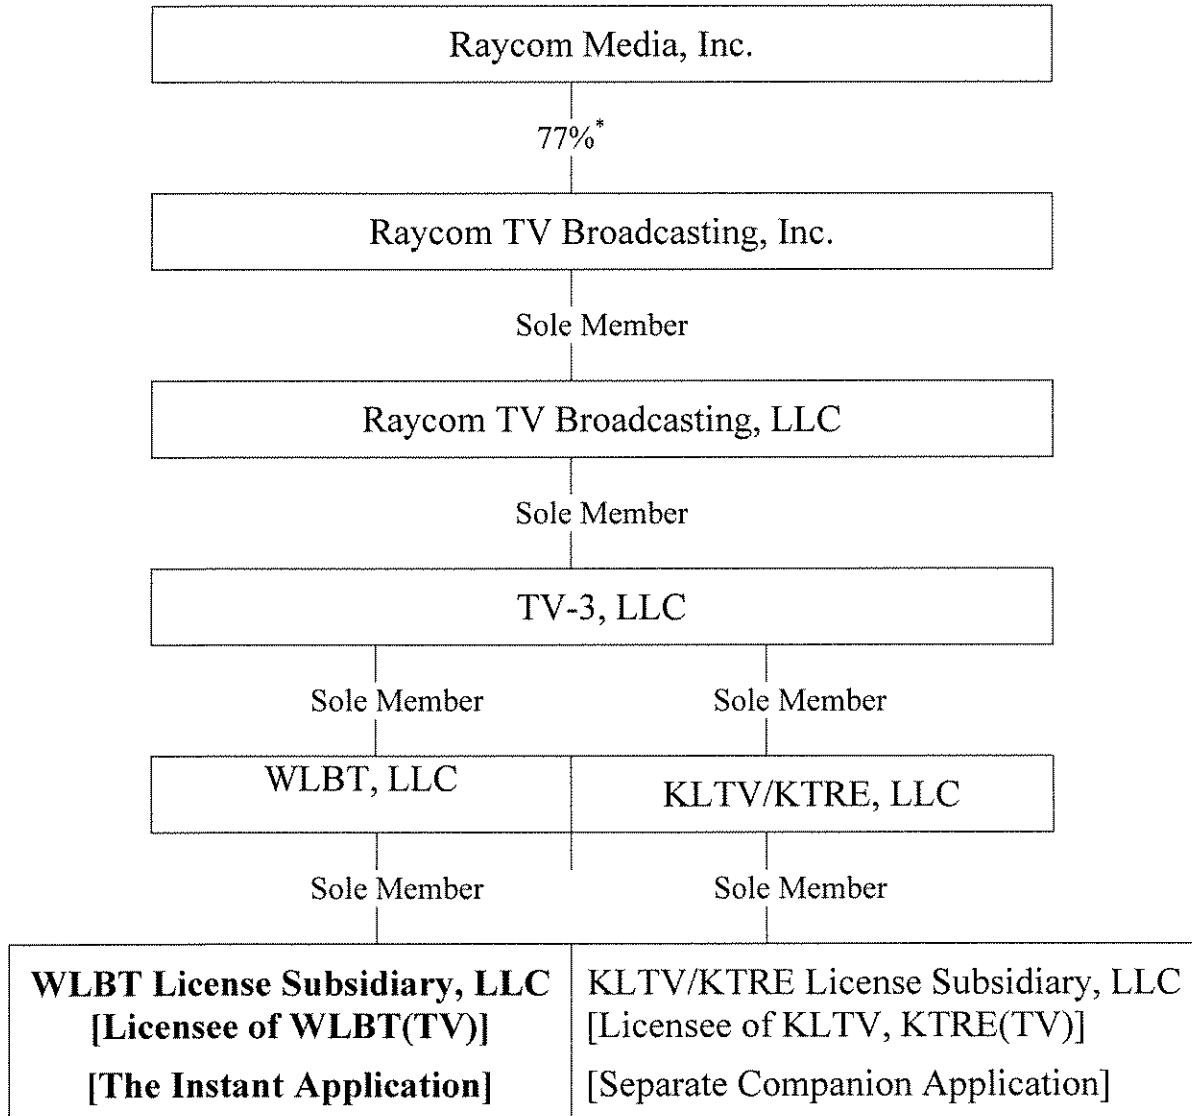 Raycom Media, Inc.
77%*
Raycom TV Broadcasting, Inc.
Sole Member
Raycom TV Broadcasting, LLC
Sole Member
TV-3, LLC
Sole Member
Sole Member
WLBT, LLC
KLTV/KTRE, LLC
Sole Member
Sole Member
WLBT License Subsidiary, LLC
[Licensee of WLBT(TV)]
[The Instant Application]
KLTV/KTRE License Subsidiary, LLC
[Licensee of KLTV, KTRE(TV)]
[Separate Companion Application]